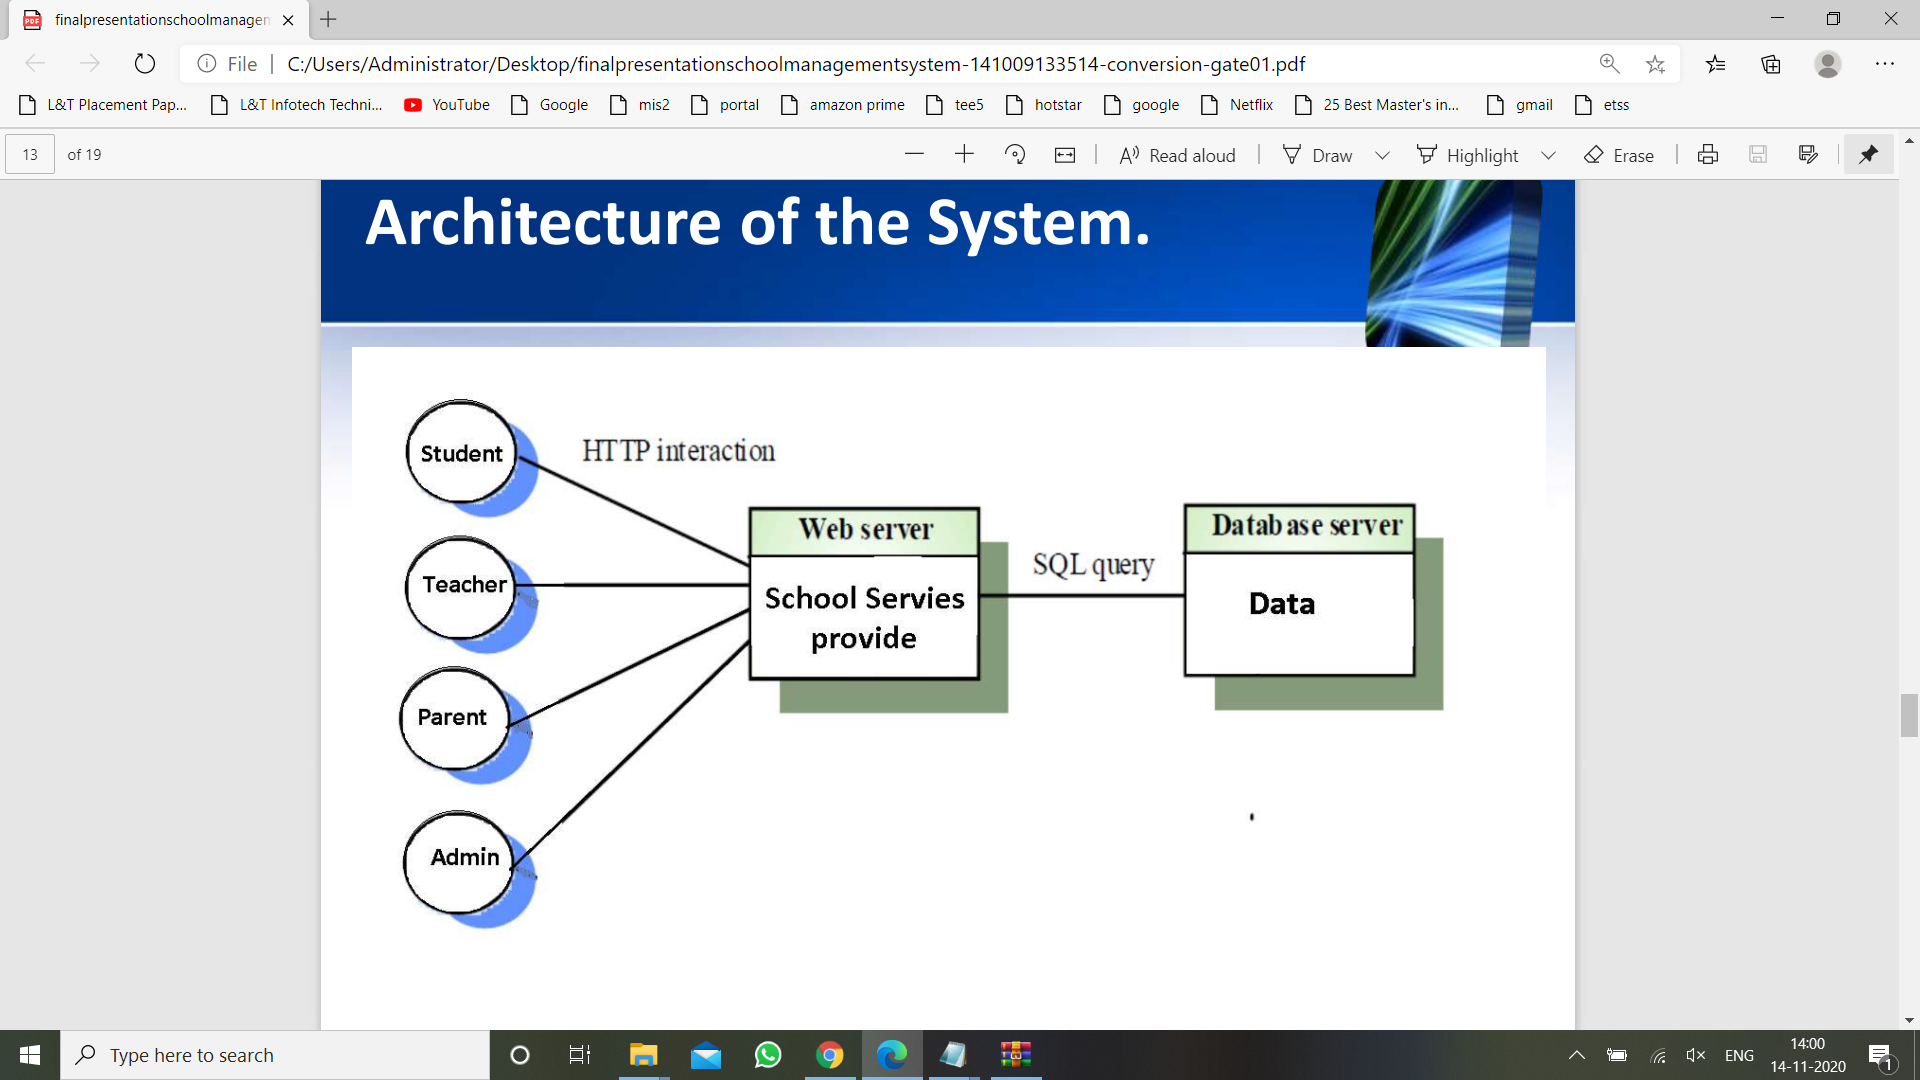 finalpresentationschoolmanagen
File
C:/Users/Administrator/Desktop/finalpresentationschoolmanagementsystem-141009133514-conversion-gate01.pdf
L&T Placement Pap... L&T Infotech Techni... YouTube Google mis2 portal amazon prime tee5 hotstar google Netflix 25 Best Master's in... gmail etss
13 of 19 Read aloud Draw Highlight Erase
Architecture of the System.
Student
HTTP interaction
Web server
Database server
SQL query
Teacher
School Servies
provide
Data
Parent
Admin
Type here to search
ENG
14:00
14-11-2020
1